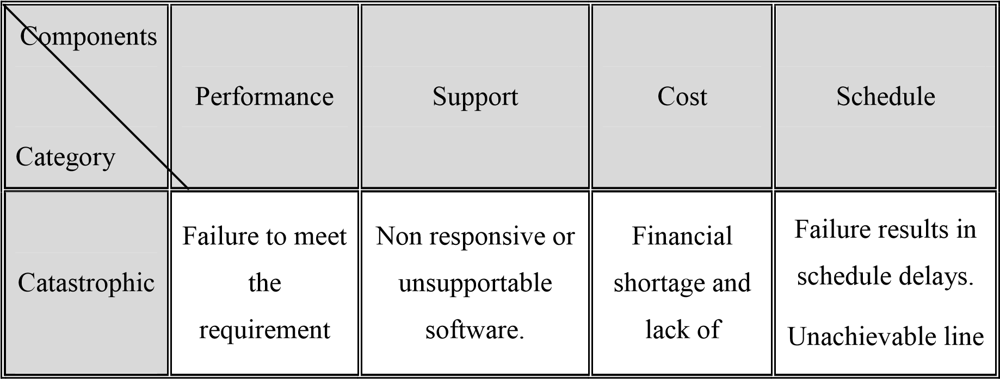 Components
Category
Performance
Support
Cost
Schedule
Catastrophic
Failure to meet
the
requirement
Non responsive or
unsupportable
software.
Financial
shortage and
lack of
Failure results in
schedule delays.
Unachievable line